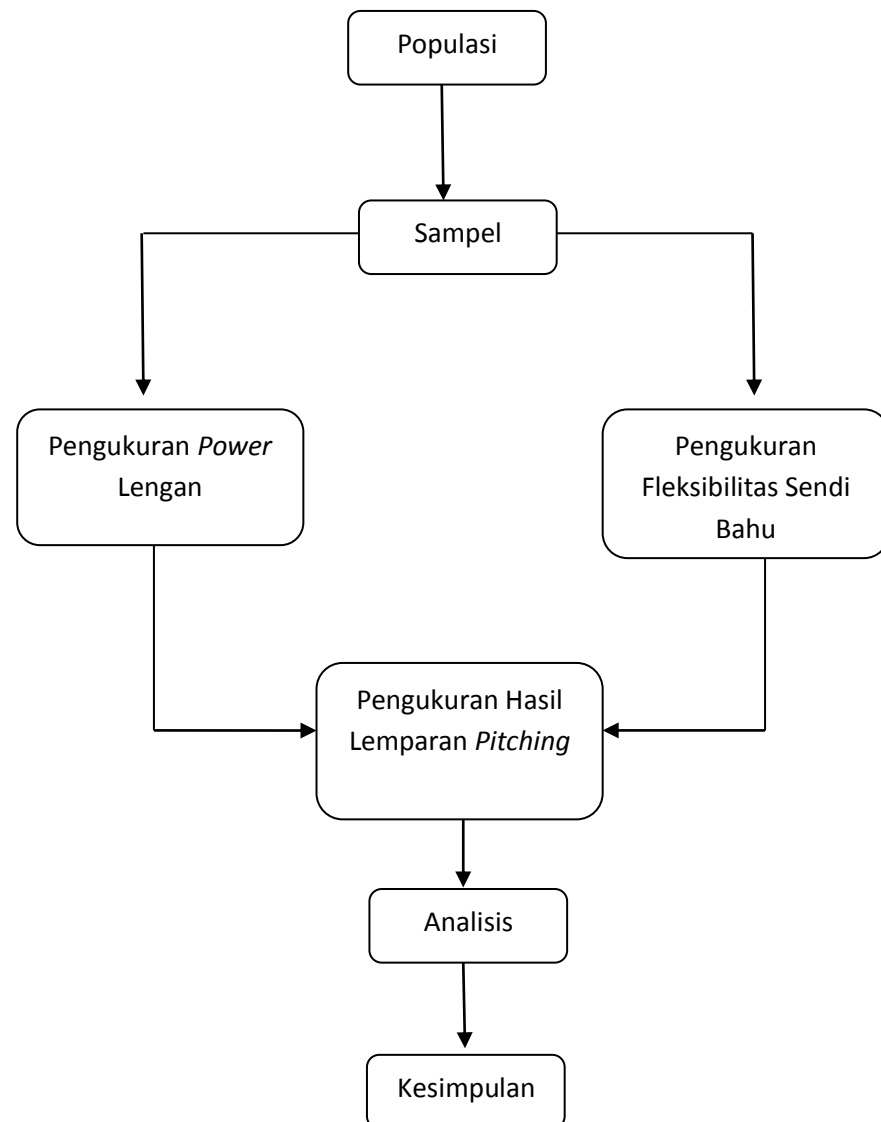 Populasi
Sampel
Pengukuran Power
Lengan
Pengukuran
Fleksibilitas Sendi
Bahu
Pengukuran Hasil
Lemparan Pitching
Analisis
Kesimpulan